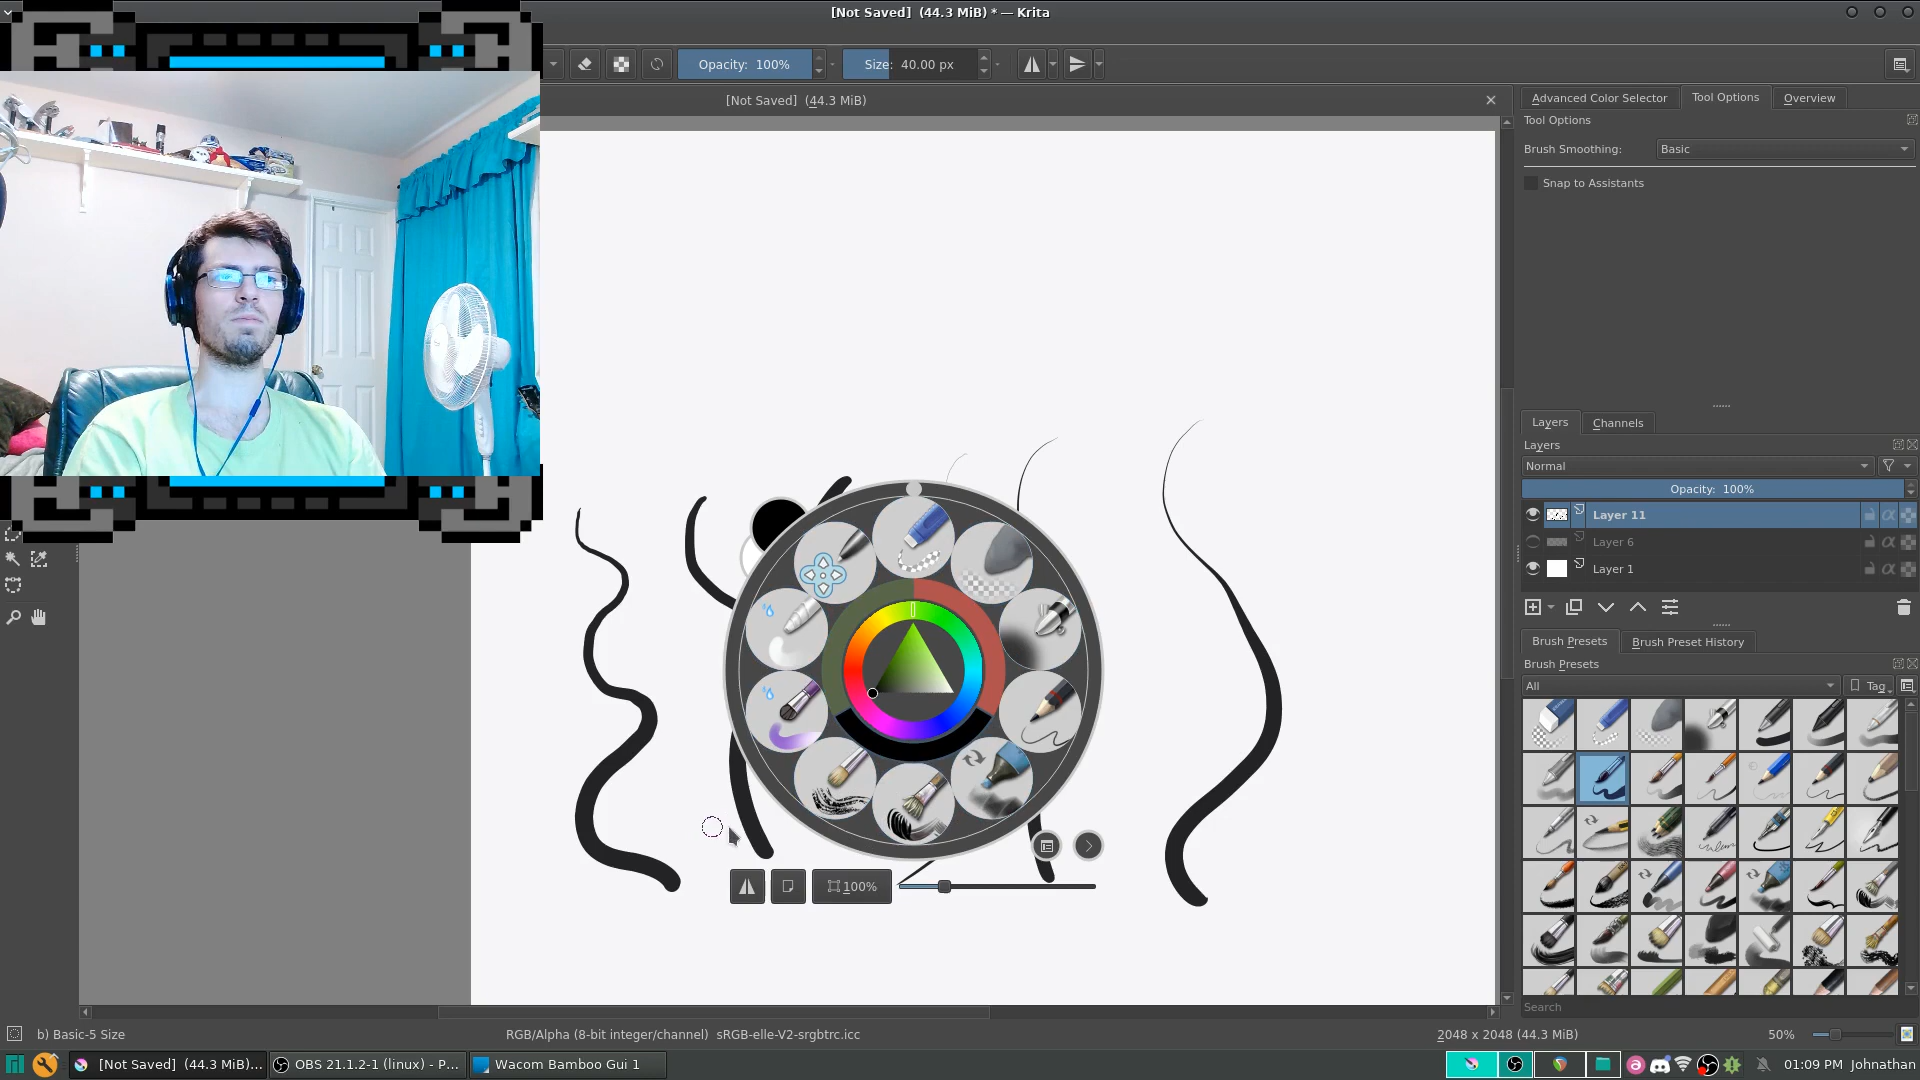 [Not Saved]  (44.3 MiB) * — Krita
Opacity: 100%
Size: 40.00 px
[Not Saved]  (44.3 MiB)
Advanced Color Selector
Tool Options
Overview
Tool Options
Brush Smoothing:
Basic
Snap to Assistants
Layers
Channels
Layers
Normal
Opacity: 100%
Layer 11
Layer 6
Layer 1
Brush Presets
Brush Preset History
Brush Presets
All
Tag
Search
100%
b) Basic-5 Size
RGB/Alpha (8-bit integer/channel)  sRGB-elle-V2-srgbtrc.icc
2048 x 2048 (44.3 MiB)
50%
[Not Saved]  (44.3 MiB)...
OBS 21.1.2-1 (linux) - P...
Wacom Bamboo Gui 1
01:09 PM
Johnathan